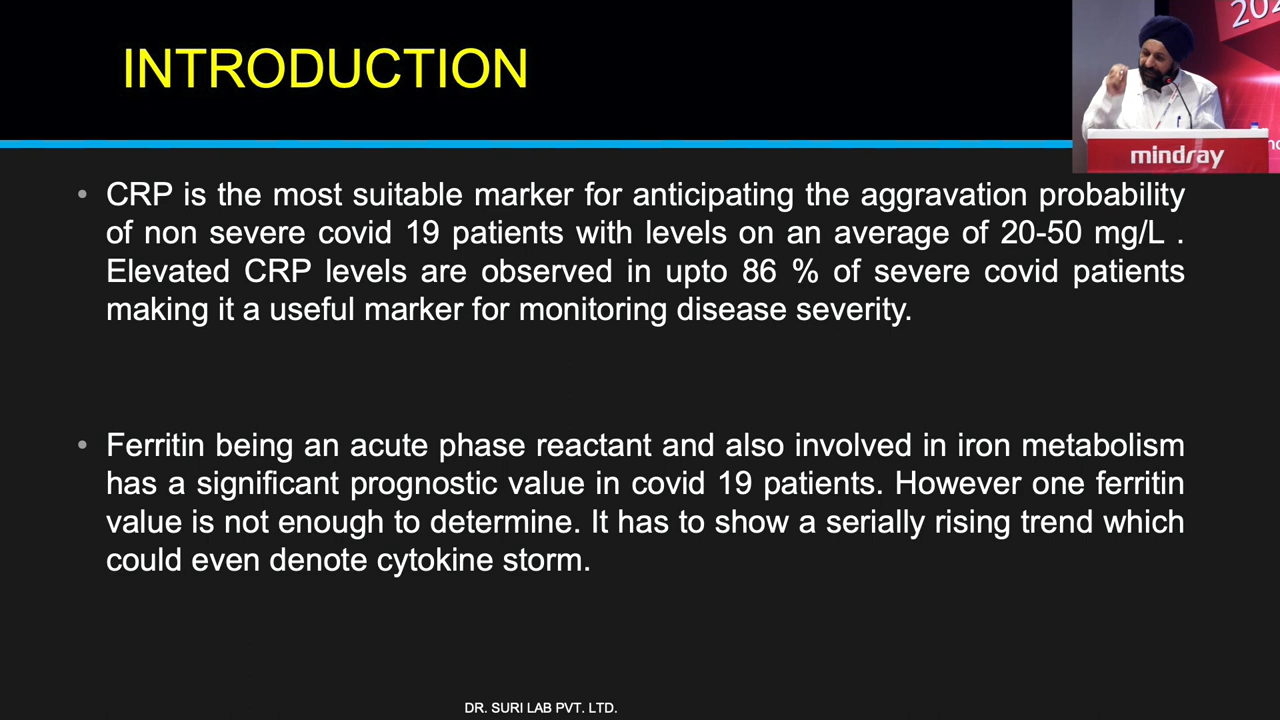 INTRODUCTION
202
mindray
• CRP is the most suitable marker for anticipating the aggravation probability
of non severe covid 19 patients with levels on an average of 20-50 mg/L .
Elevated CRP levels are observed in upto 86 % of severe covid patients
making it a useful marker for monitoring disease severity.
• Ferritin being an acute phase reactant and also involved in iron metabolism
has a significant prognostic value in covid 19 patients. However one ferritin
value is not enough to determine. It has to show a serially rising trend which
could even denote cytokine storm.
DR. SURI LAB PVT. LTD.